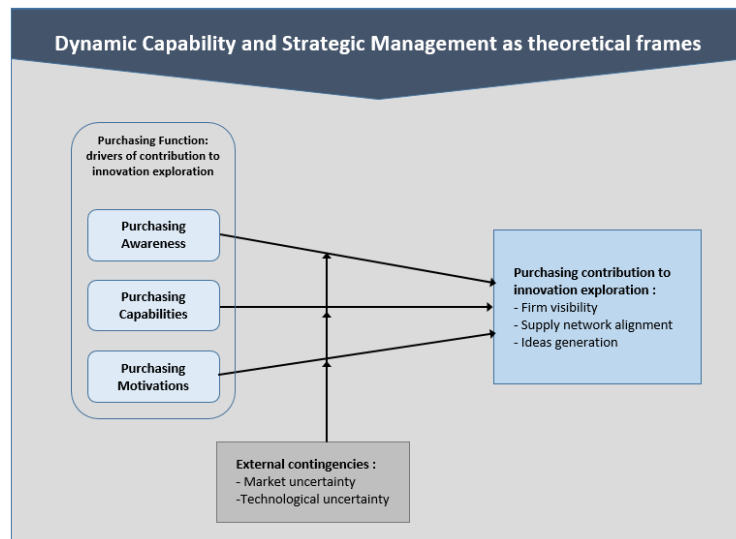 Dynamic Capability and Strategic Management as theoretical frames
Purchasing Function:
drivers of contribution to
innovation exploration
Purchasing
Awareness
Purchasing
Capabilities
Purchasing
Motivations
Purchasing contribution to
innovation exploration :
- Firm visibility
- Supply network alignment
- Ideas generation
External contingencies :
- Market uncertainty
-Technological uncertainty